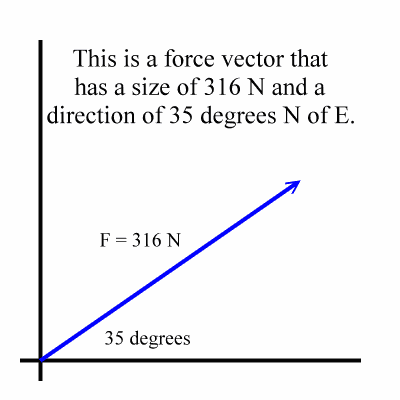 This is a force vector that
has a size of 316 N and a
direction of 35 degrees N of E.
F = 316 N
35 degrees